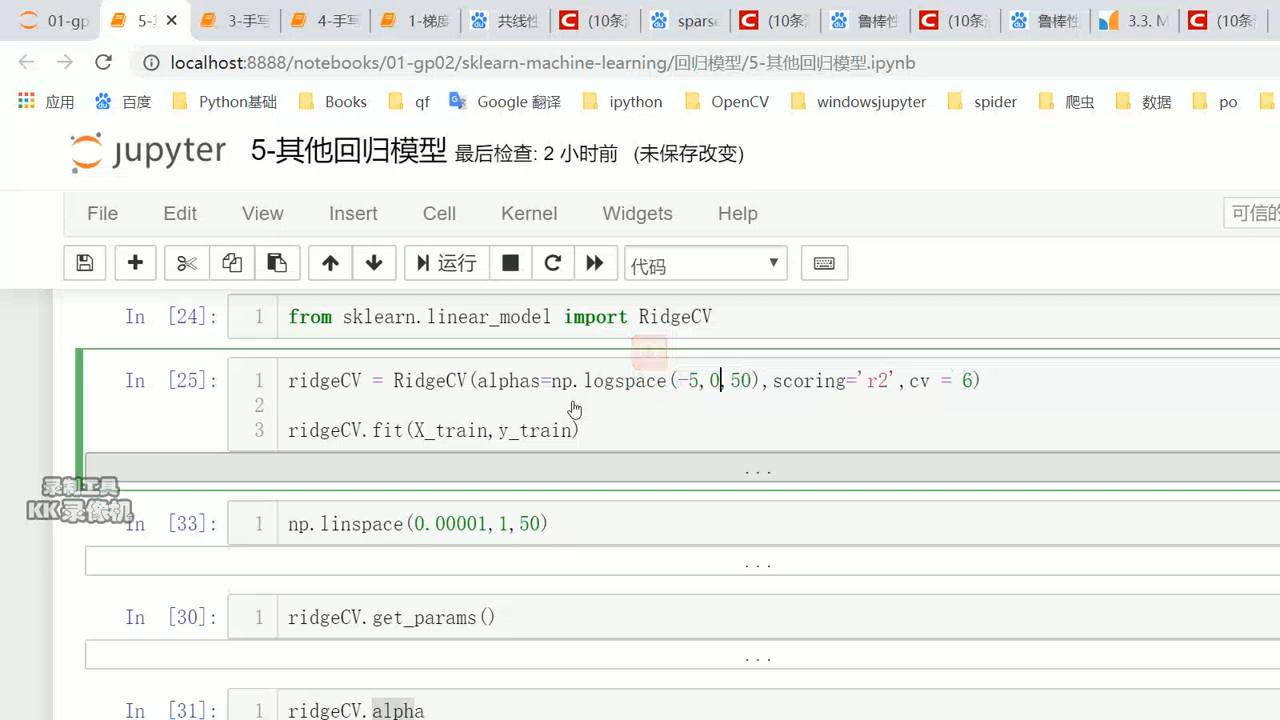 01-gp 5- 3-手写 4-手写 1-梯度 共线性 (10条 sparse (10条 鲁棒性 (10条 鲁棒性 3.3. M (10条
localhost:8888/notebooks/01-gp02/sklearn-machine-learning/回归模型/5-其他回归模型.ipynb
应用 百度 Python基础 Books qf Google 翻译 ipython OpenCV windowsjupyter spider 爬虫 数据 po
jupyter 5-其他回归模型 最后检查: 2 小时前 (未保存改变)
File Edit View Insert Cell Kernel Widgets Help 可信的
运行 代码
In [24]: 1 from sklearn.linear_model import RidgeCV
In [25]: 1 ridgeCV = RidgeCV(alphas=np.logspace(-5,0,50),scoring='r2',cv = 6)
2
3 ridgeCV.fit(X_train,y_train)
...
录制工具
KK录像机
In [33]: 1 np.linspace(0.00001,1,50)
...
In [30]: 1 ridgeCV.get_params()
...
In [31]: 1 ridgeCV.alpha